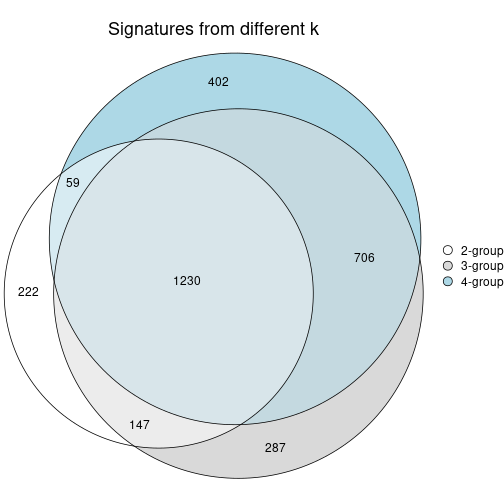 Signatures from different k
402
59
706
1230
222
147
287
2-group
3-group
4-group